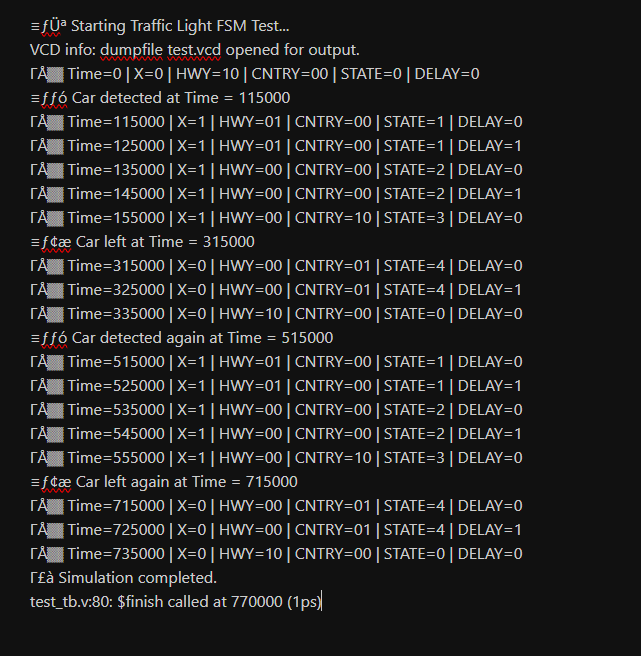 ≡ƒÜª Starting Traffic Light FSM Test...
VCD info: dumpfile test.vcd opened for output.
ΓÅ▒ Time=0 | X=0 | HWY=10 | CNTRY=00 | STATE=0 | DELAY=0
≡ƒƒó Car detected at Time = 115000
ΓÅ▒ Time=115000 | X=1 | HWY=01 | CNTRY=00 | STATE=1 | DELAY=0
ΓÅ▒ Time=125000 | X=1 | HWY=01 | CNTRY=00 | STATE=1 | DELAY=1
ΓÅ▒ Time=135000 | X=1 | HWY=00 | CNTRY=00 | STATE=2 | DELAY=0
ΓÅ▒ Time=145000 | X=1 | HWY=00 | CNTRY=00 | STATE=2 | DELAY=1
ΓÅ▒ Time=155000 | X=1 | HWY=00 | CNTRY=10 | STATE=3 | DELAY=0
≡ƒ¢æ Car left at Time = 315000
ΓÅ▒ Time=315000 | X=0 | HWY=00 | CNTRY=01 | STATE=4 | DELAY=0
ΓÅ▒ Time=325000 | X=0 | HWY=00 | CNTRY=01 | STATE=4 | DELAY=1
ΓÅ▒ Time=335000 | X=0 | HWY=10 | CNTRY=00 | STATE=0 | DELAY=0
≡ƒƒó Car detected again at Time = 515000
ΓÅ▒ Time=515000 | X=1 | HWY=01 | CNTRY=00 | STATE=1 | DELAY=0
ΓÅ▒ Time=525000 | X=1 | HWY=01 | CNTRY=00 | STATE=1 | DELAY=1
ΓÅ▒ Time=535000 | X=1 | HWY=00 | CNTRY=00 | STATE=2 | DELAY=0
ΓÅ▒ Time=545000 | X=1 | HWY=00 | CNTRY=00 | STATE=2 | DELAY=1
ΓÅ▒ Time=555000 | X=1 | HWY=00 | CNTRY=10 | STATE=3 | DELAY=0
≡ƒ¢æ Car left again at Time = 715000
ΓÅ▒ Time=715000 | X=0 | HWY=00 | CNTRY=01 | STATE=4 | DELAY=0
ΓÅ▒ Time=725000 | X=0 | HWY=00 | CNTRY=01 | STATE=4 | DELAY=1
ΓÅ▒ Time=735000 | X=0 | HWY=10 | CNTRY=00 | STATE=0 | DELAY=0
Γ£à Simulation completed.
test_tb.v:80: $finish called at 770000 (1ps)